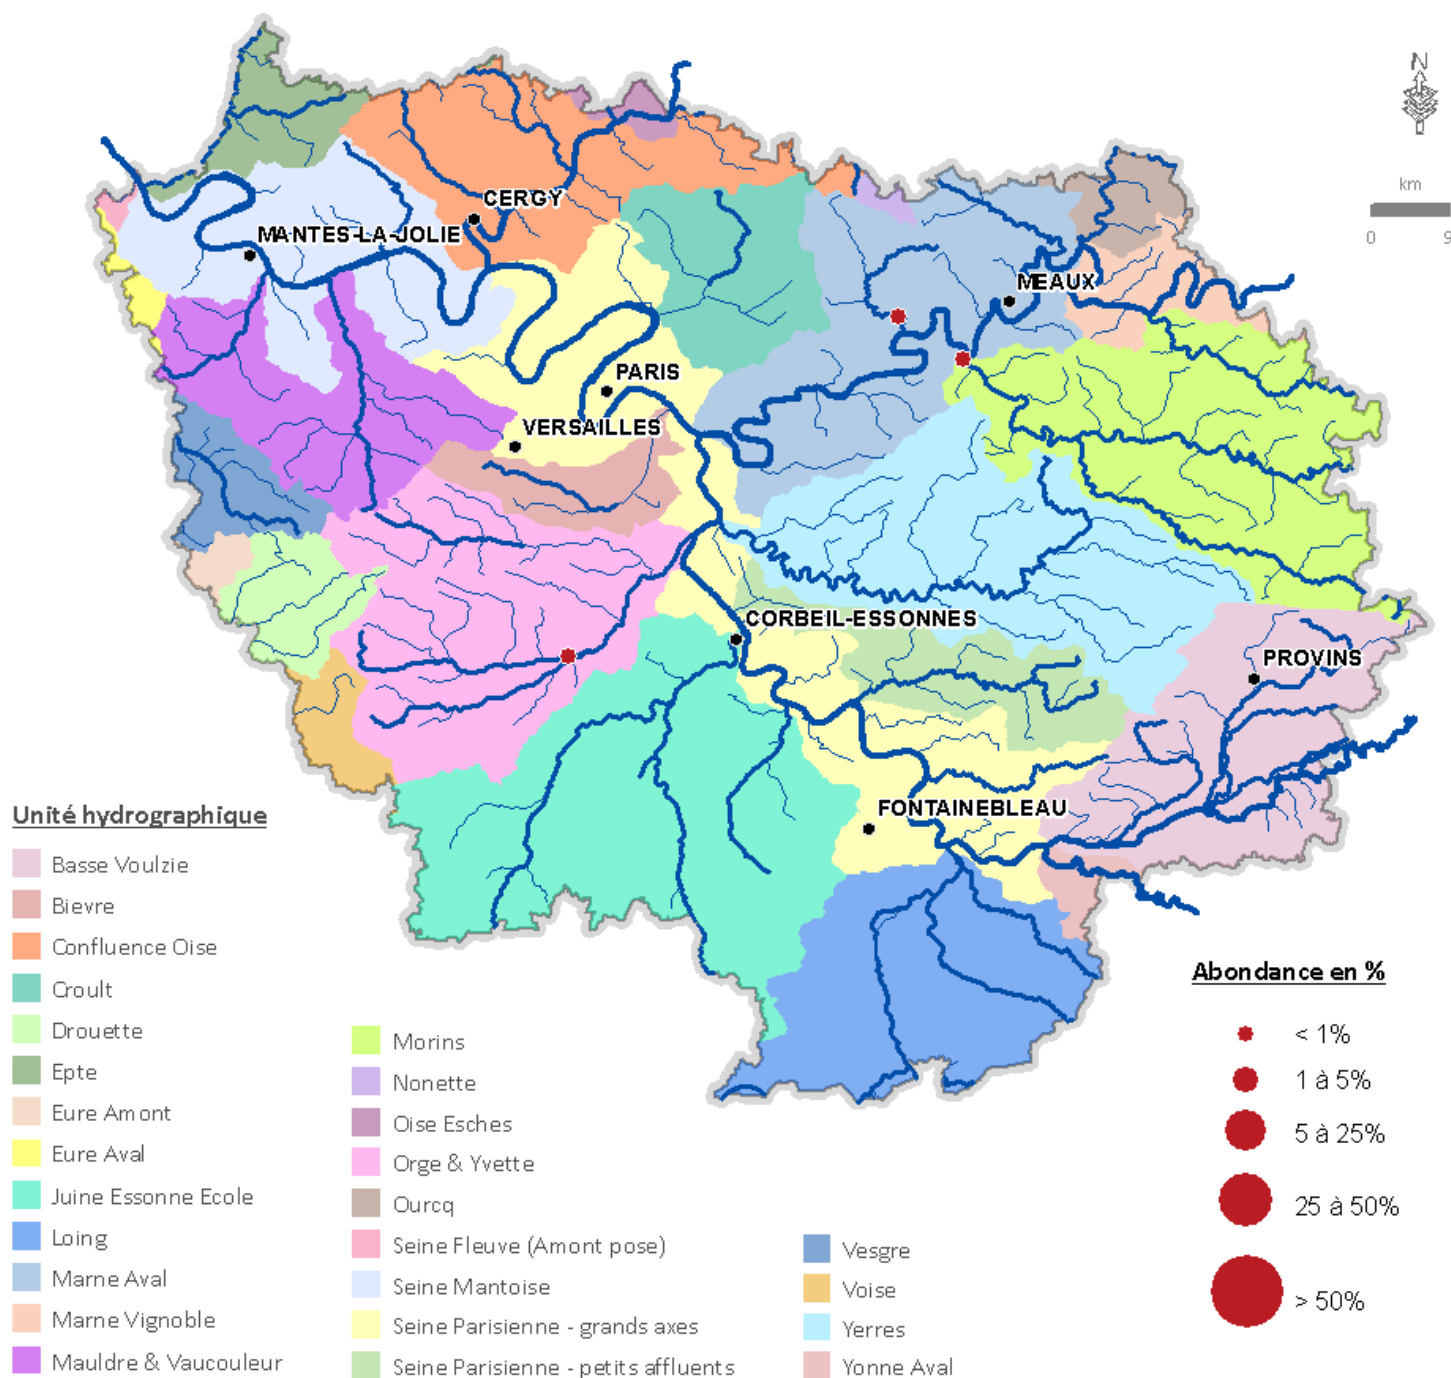 N
km
0 9
CERGY
MANTES-LA-JOLIE
MEAUX
PARIS
VERSAILLES
CORBEIL-ESSONNES
PROVINS
FONTAINEBLEAU
Unité hydrographique
Basse Voulzie
Bievre
Confluence Oise
Croult
Drouette
Epte
Eure Amont
Eure Aval
Juine Essonne Ecole
Loing
Marne Aval
Marne Vignoble
Mauldre & Vaucouleur
Morins
Nonette
Oise Esches
Orge & Yvette
Ourcq
Seine Fleuve (Amont pose)
Seine Mantoise
Seine Parisienne - grands axes
Seine Parisienne - petits affluents
Vesgre
Voise
Yerres
Yonne Aval
Abondance en %
< 1%
1 à 5%
5 à 25%
25 à 50%
> 50%